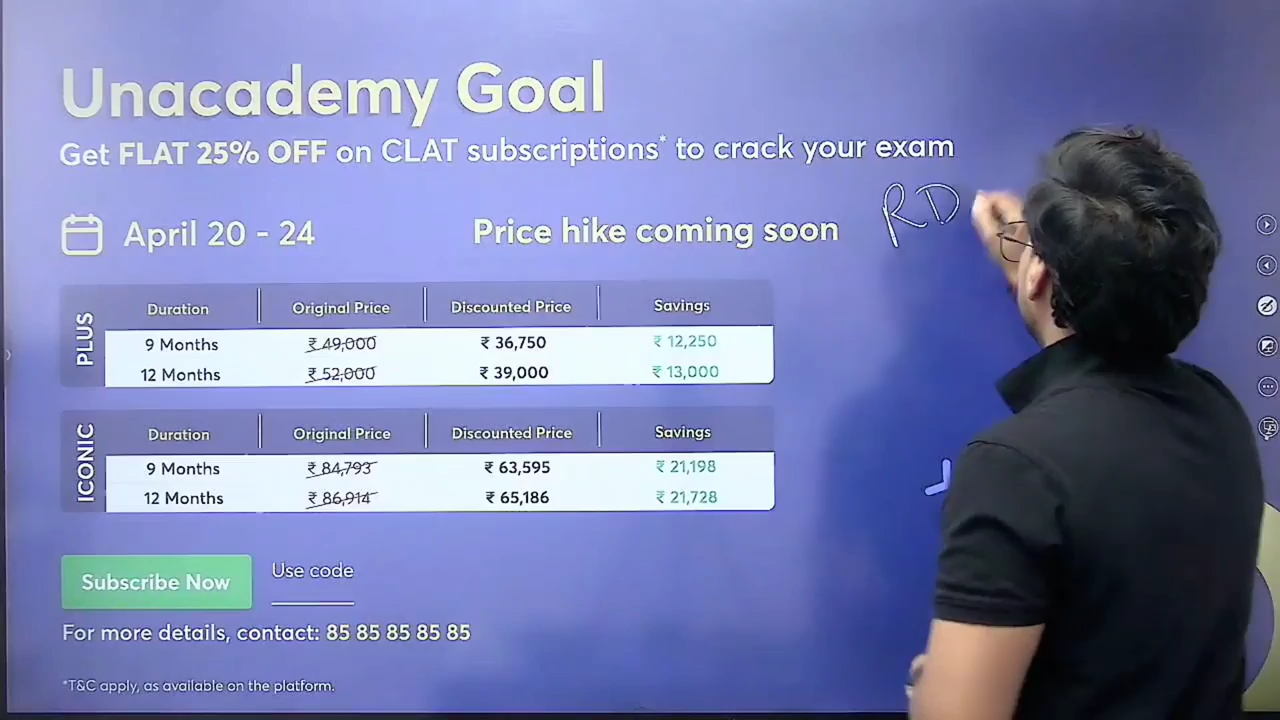 Unacademy Goal
Get FLAT 25% OFF on CLAT subscriptions* to crack your exam
RD
April 20 - 24
Price hike coming soon
PLUS
Duration Original Price Discounted Price Savings
9 Months ₹ 49,000 ₹ 36,750 ₹ 12,250
12 Months ₹ 52,000 ₹ 39,000 ₹ 13,000
ICONIC
Duration Original Price Discounted Price Savings
9 Months ₹ 84,793 ₹ 63,595 ₹ 21,198
12 Months ₹ 86,914 ₹ 65,186 ₹ 21,728
Subscribe Now
Use code
For more details, contact: 85 85 85 85 85
*T&C apply, as available on the platform.